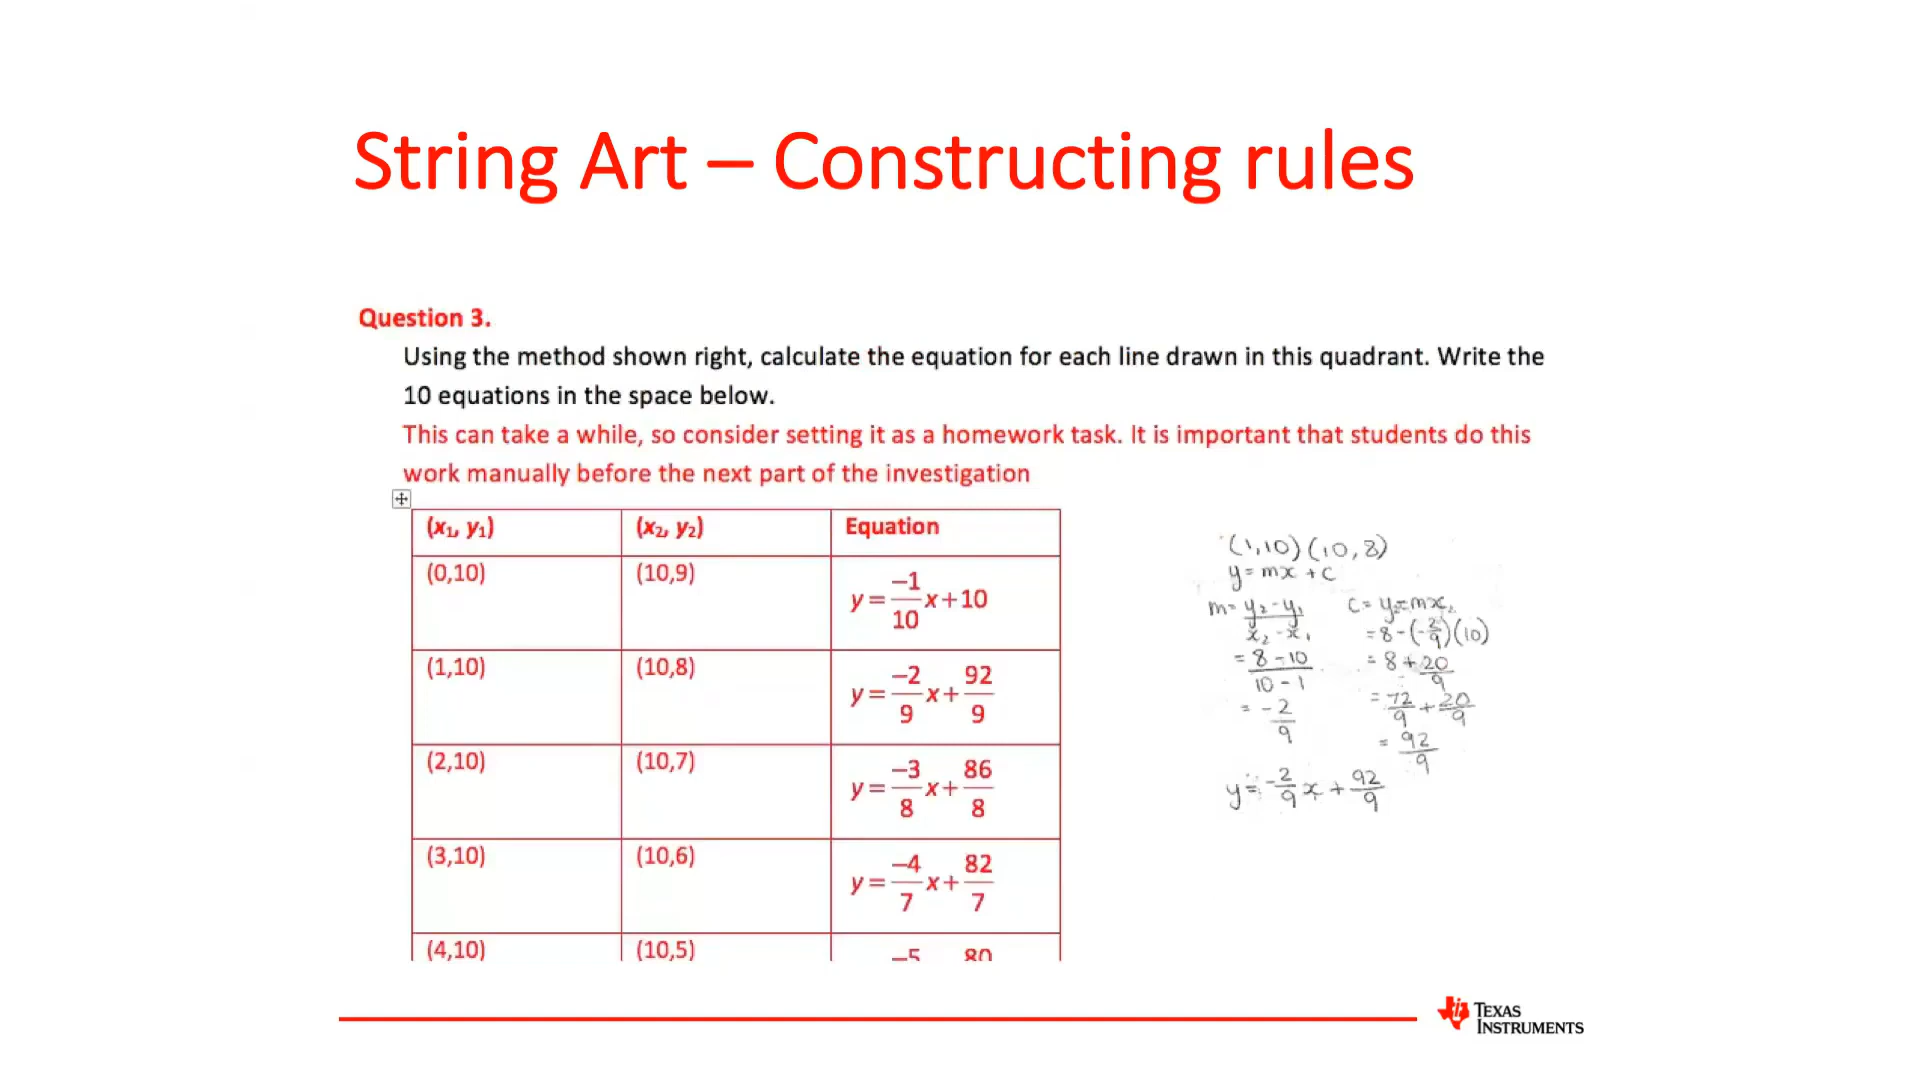 String Art – Constructing rules
Question 3.
Using the method shown right, calculate the equation for each line drawn in this quadrant. Write the
10 equations in the space below.
This can take a while, so consider setting it as a homework task. It is important that students do this
work manually before the next part of the investigation
(x₁, y₁) (x₂, y₂) Equation
(0,10) (10,9) y = −1/10 x + 10
(1,10) (10,8) y = −2/9 x + 92/9
(2,10) (10,7) y = −3/8 x + 86/8
(3,10) (10,6) y = −4/7 x + 82/7
(4,10) (10,5) −5 80
(1,10) (10,8)
y = mx + c
m = y₂ - y₁ / x₂ - x₁
= 8 - 10 / 10 - 1
= - 2/9
c = y₂ - mx₂
= 8 - (-2/9)(10)
= 8 + 20/9
= 72/9 + 20/9
= 92/9
y = -2/9 x + 92/9
TEXAS
INSTRUMENTS